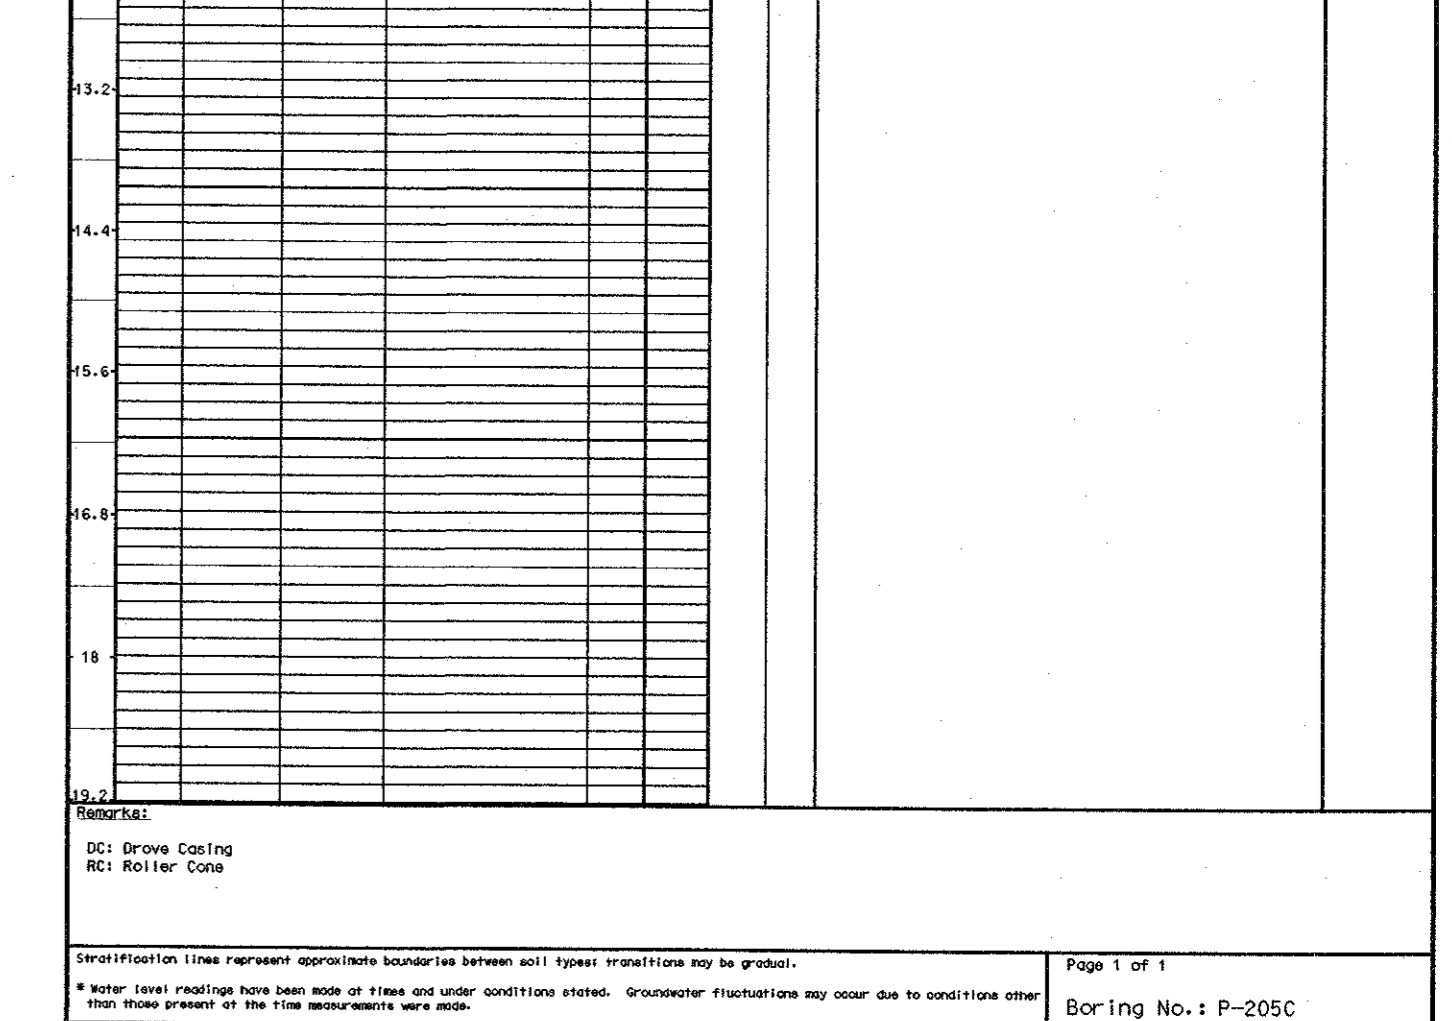 13.2
14.4
15.6
16.8
18
19.2
Remarks:
DC: Drove Casing
RC: Roller Cone
Stratification lines represent approximate boundaries between soil types; transitions may be gradual.
* Water level readings have been made at times and under conditions stated. Groundwater fluctuations may occur due to conditions other
than those present at the time measurements were made.
Page 1 of 1
Boring No.: P-205C